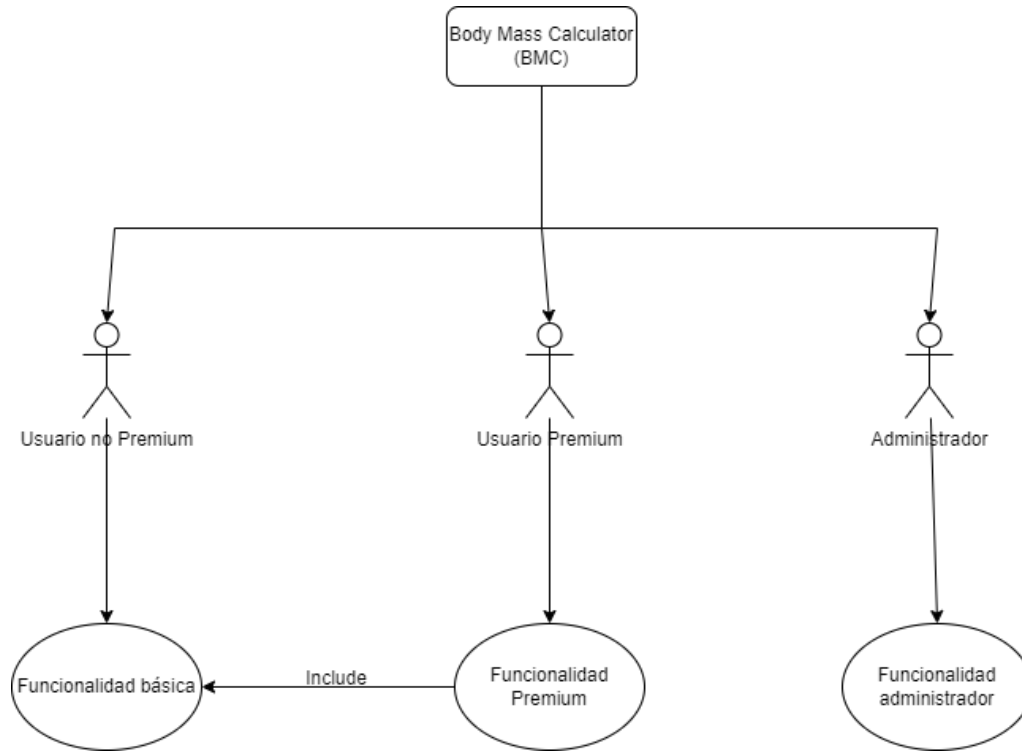 Body Mass Calculator
(BMC)
Usuario no Premium
Usuario Premium
Administrador
Funcionalidad básica
Include
Funcionalidad
Premium
Funcionalidad
administrador